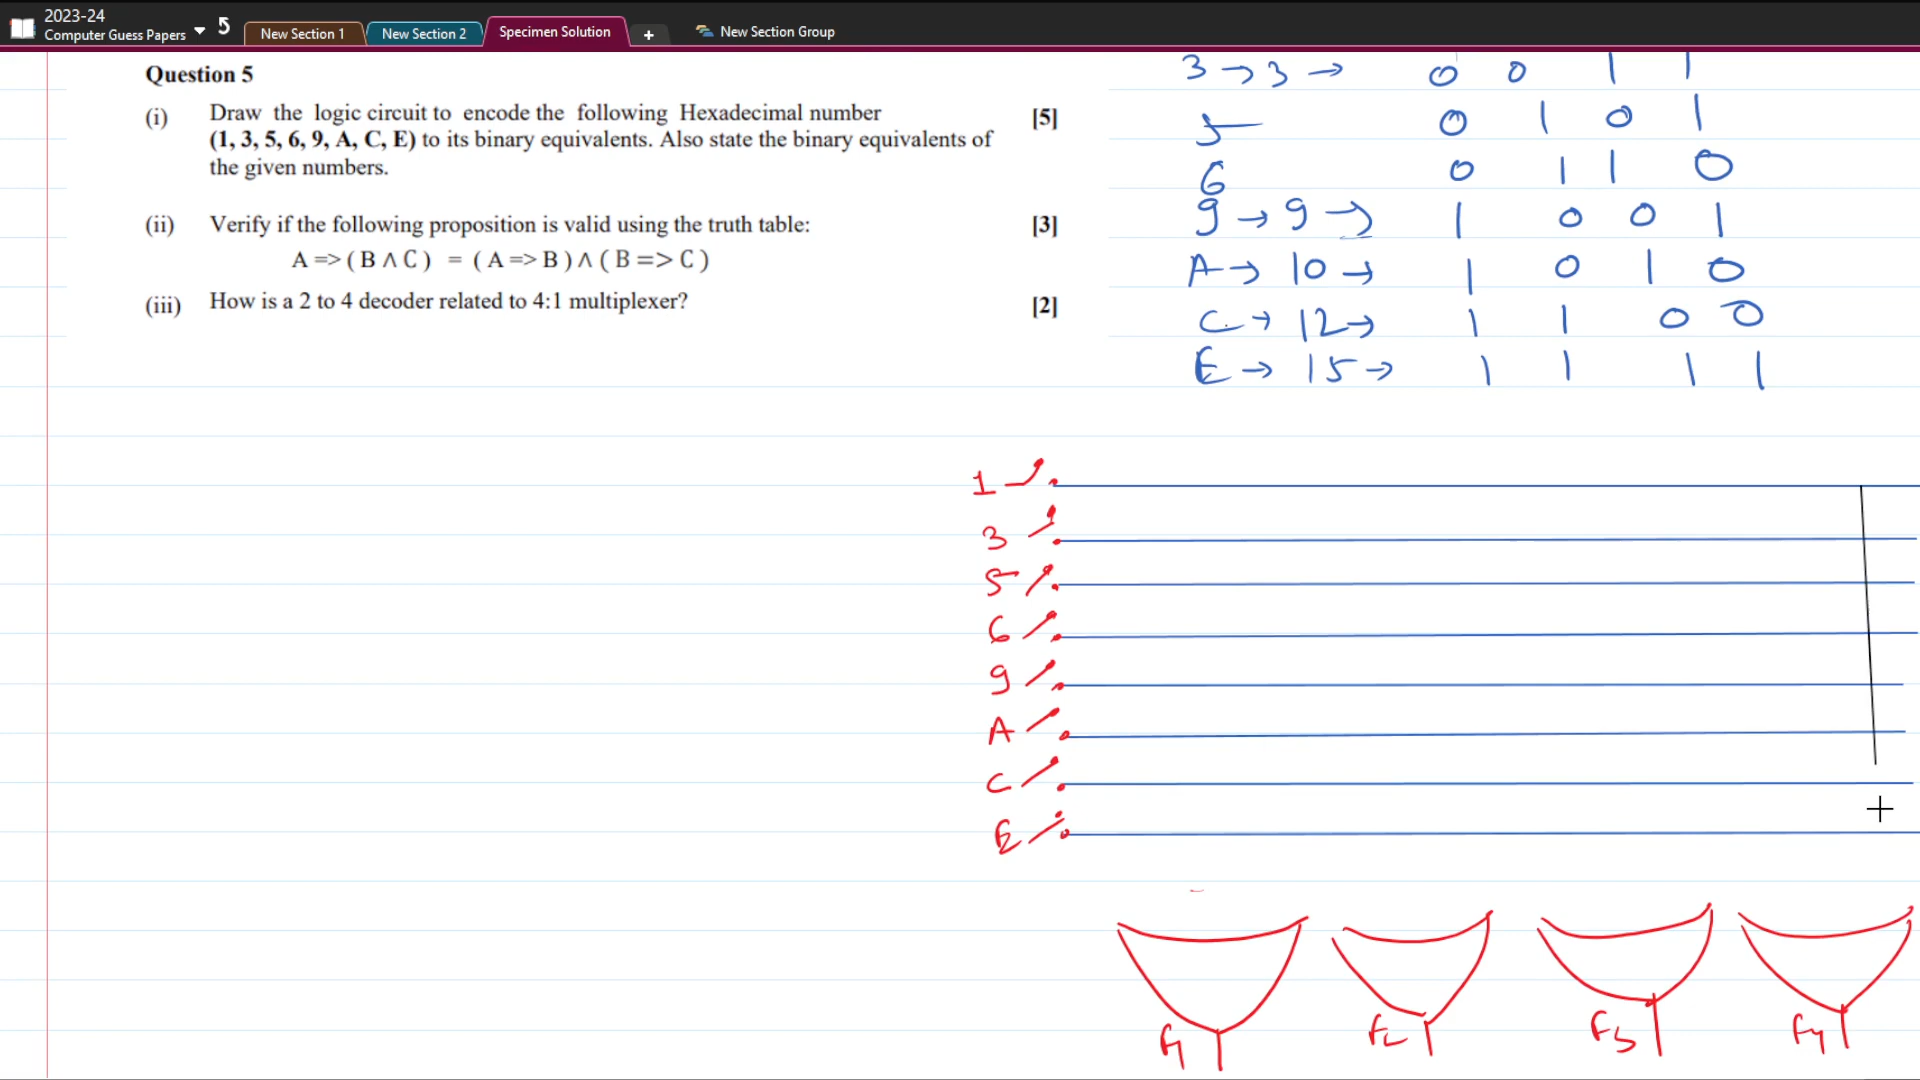 2023-24
Computer Guess Papers
New Section 1
New Section 2
Specimen Solution
+
New Section Group
Question 5
(i) Draw the logic circuit to encode the following Hexadecimal number [5]
(1, 3, 5, 6, 9, A, C, E) to its binary equivalents. Also state the binary equivalents of
the given numbers.
(ii) Verify if the following proposition is valid using the truth table: [3]
A => ( B ∧ C ) = ( A => B ) ∧ ( B => C )
(iii) How is a 2 to 4 decoder related to 4:1 multiplexer? [2]
3 → 3 → 0 0 1 1
5 0 1 0 1
6 0 1 1 0
9 → 9 → 1 0 0 1
A → 10 → 1 0 1 0
C → 12 → 1 1 0 0
E → 15 → 1 1 1 1
1
3
5
6
9
A
C
E
F1 F2 F3 F4